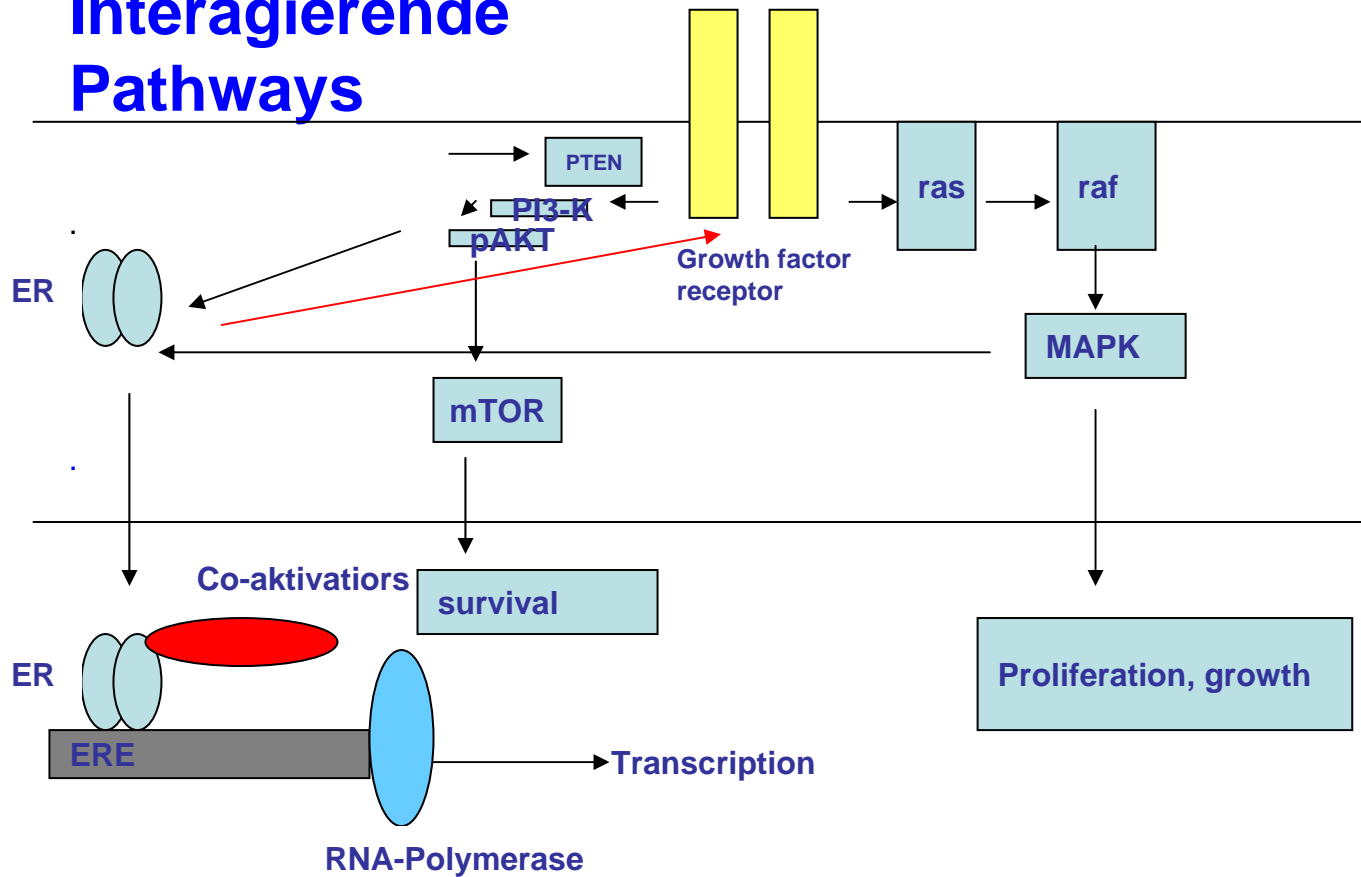 Interagierende
Pathways
PTEN
PI3-K
pAKT
ras
raf
.
ER
Growth factor
receptor
MAPK
mTOR
.
Co-aktivatiors
survival
ER
Proliferation, growth
ERE
Transcription
RNA-Polymerase